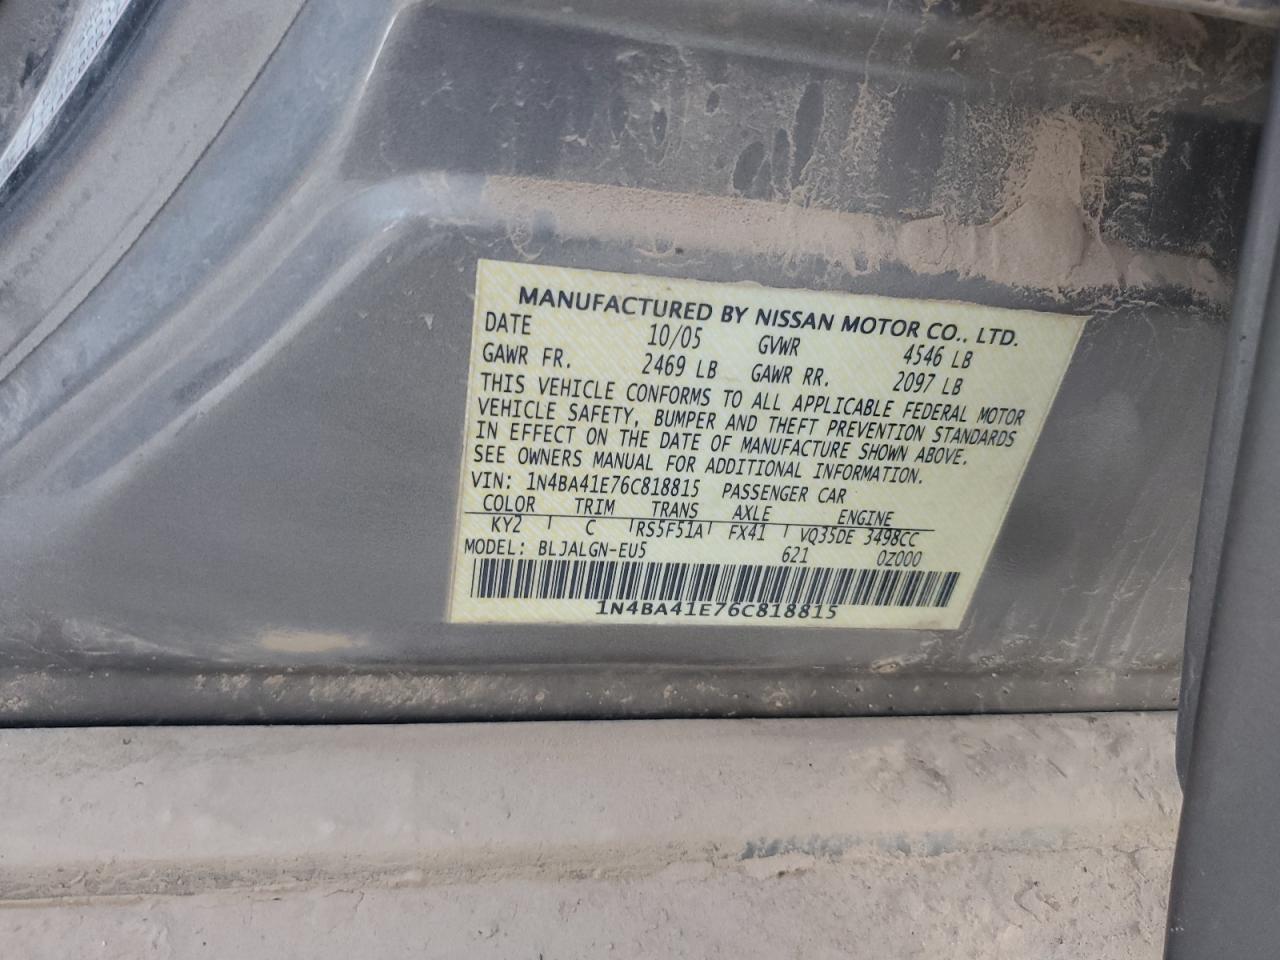 MANUFACTURED BY NISSAN MOTOR CO., LTD.
DATE 10/05 GVWR 4546 LB
GAWR FR. 2469 LB GAWR RR. 2097 LB
THIS VEHICLE CONFORMS TO ALL APPLICABLE FEDERAL MOTOR
VEHICLE SAFETY, BUMPER AND THEFT PREVENTION STANDARDS
IN EFFECT ON THE DATE OF MANUFACTURE SHOWN ABOVE.
SEE OWNERS MANUAL FOR ADDITIONAL INFORMATION.
VIN: 1N4BA41E76C818815 PASSENGER CAR
COLOR TRIM TRANS AXLE ENGINE
KY2 C RS5F51A FX41 VQ35DE 3498CC
MODEL: BLJALGN-EU5 621 0Z000
1N4BA41E76C818815